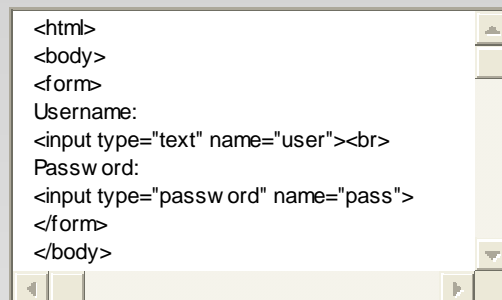 <html>
<body>
<form>
Username:
<input type="text" name="user"><br>
Password:
<input type="password" name="pass">
</form>
</body>